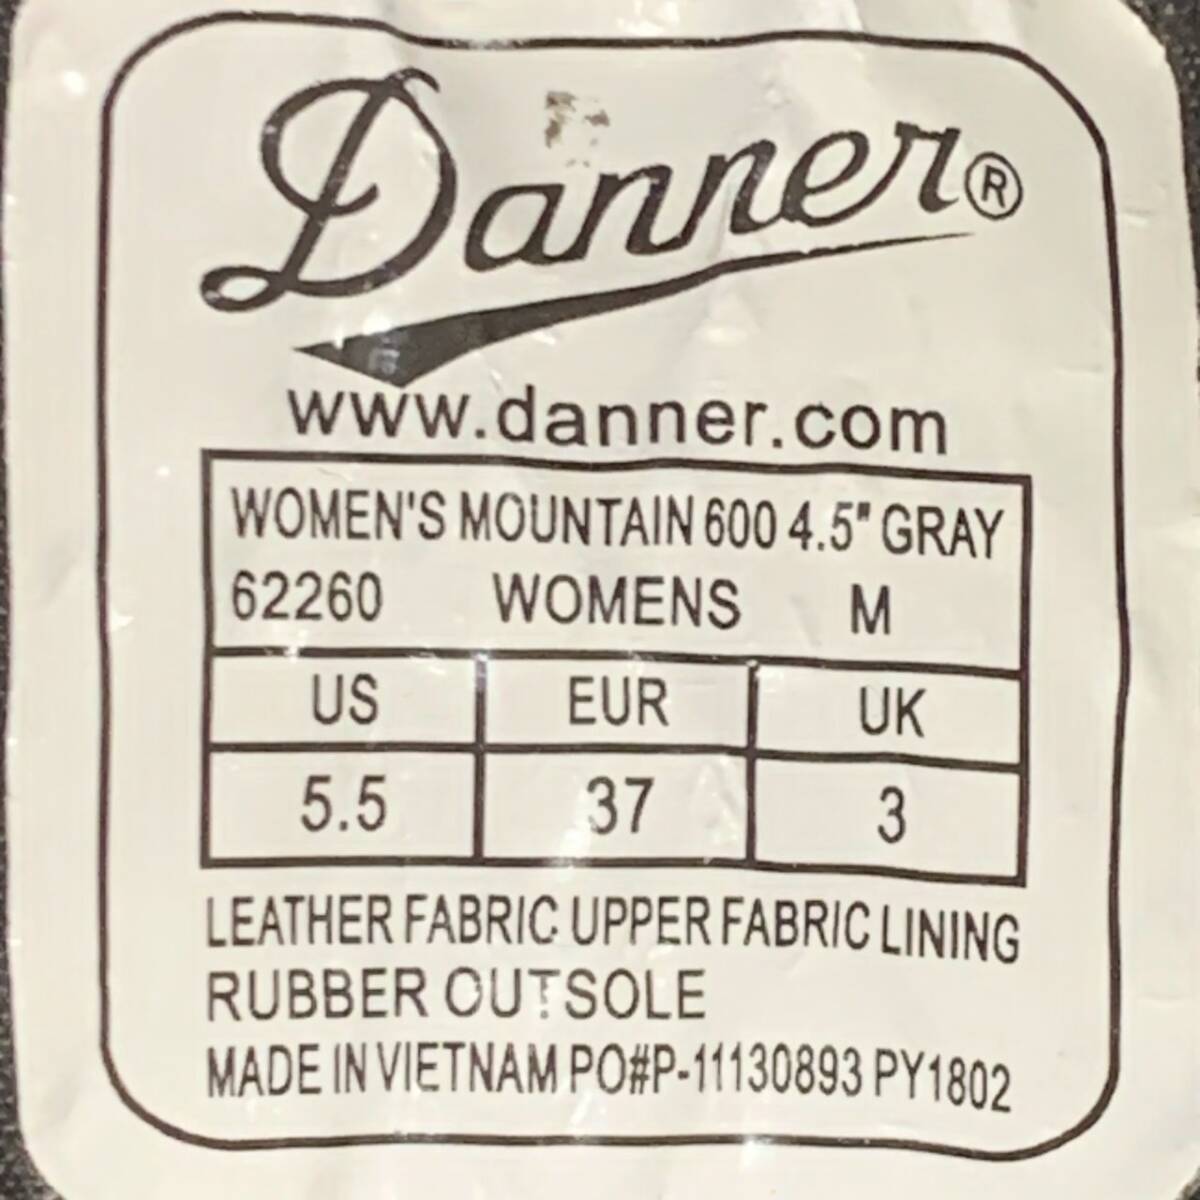 Danner®
www.danner.com
WOMEN'S MOUNTAIN 600 4.5" GRAY
62260 WOMENS M
US EUR UK
5.5 37 3
LEATHER FABRIC UPPER FABRIC LINING
RUBBER OUTSOLE
MADE IN VIETNAM PO#P-11130893 PY1802